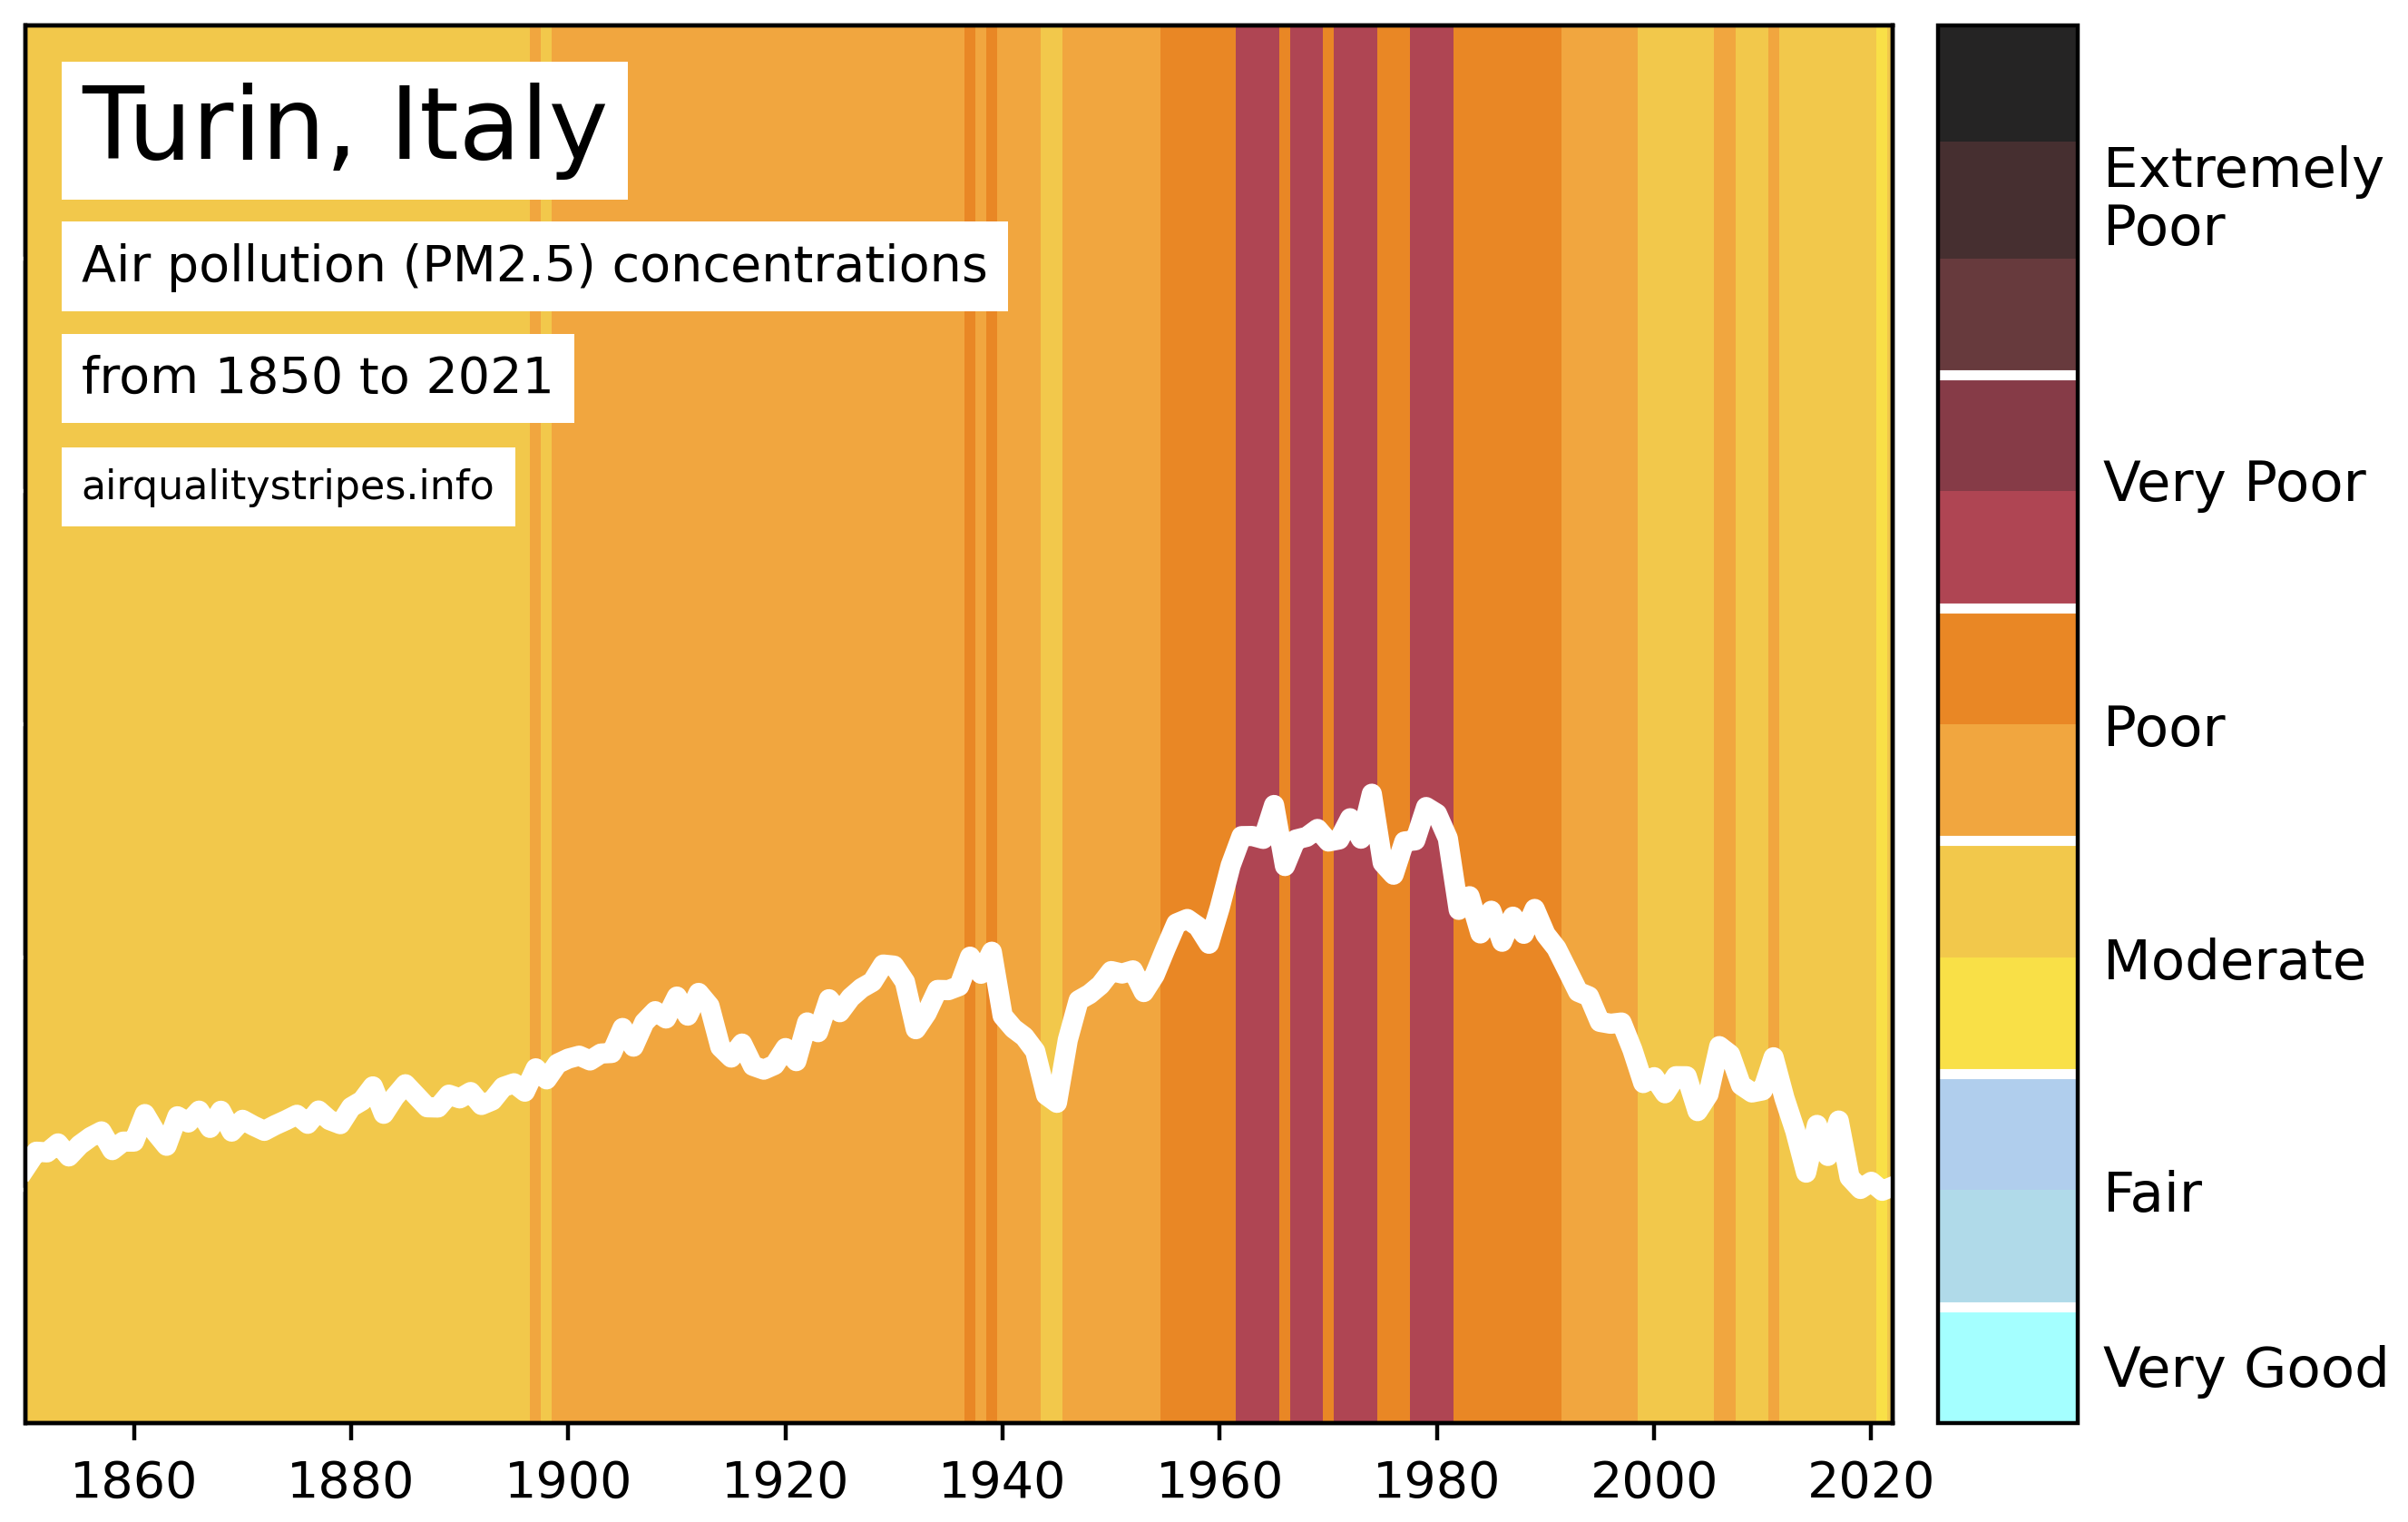 Turin, Italy
Air pollution (PM2.5) concentrations
from 1850 to 2021
airqualitystripes.info
Extremely
Poor
Very Poor
Poor
Moderate
Fair
Very Good
1860 1880 1900 1920 1940 1960 1980 2000 2020